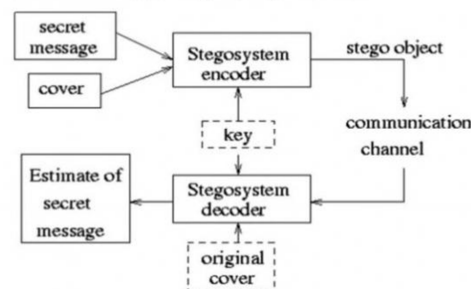 secret
message
cover
Stegosystem
encoder
stego object
key
communication
channel
Estimate of
secret
message
Stegosystem
decoder
original
cover